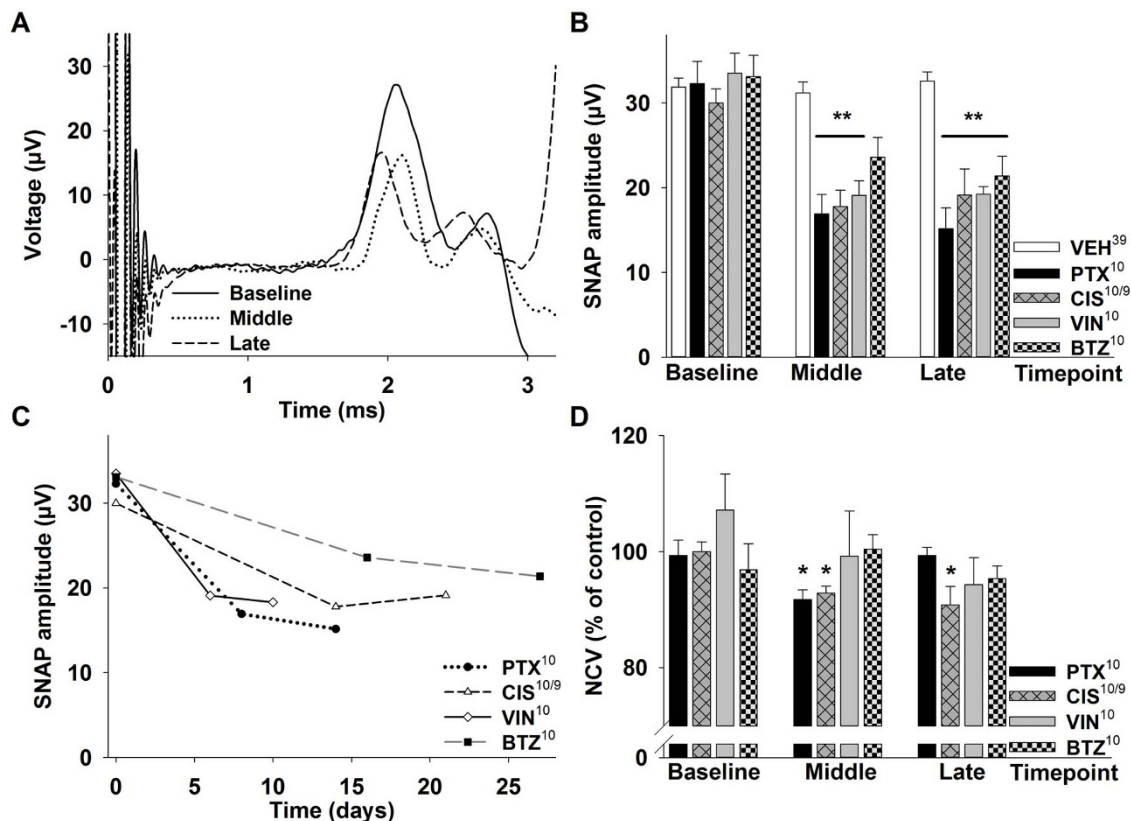 A
Voltage (µV)
30
20
10
0
-10
Baseline
Middle
Late
0
1
2
3
Time (ms)
B
SNAP amplitude (µV)
30
20
10
0
**
**
VEH³⁹
PTX¹⁰
CIS¹⁰/⁹
VIN¹⁰
BTZ¹⁰
Baseline
Middle
Late
Timepoint
C
SNAP amplitude (µV)
30
20
10
0
PTX¹⁰
CIS¹⁰/⁹
VIN¹⁰
BTZ¹⁰
0
5
10
15
20
25
Time (days)
D
NCV (% of control)
120
100
80
0
*
*
*
PTX¹⁰
CIS¹⁰/⁹
VIN¹⁰
BTZ¹⁰
Baseline
Middle
Late
Timepoint